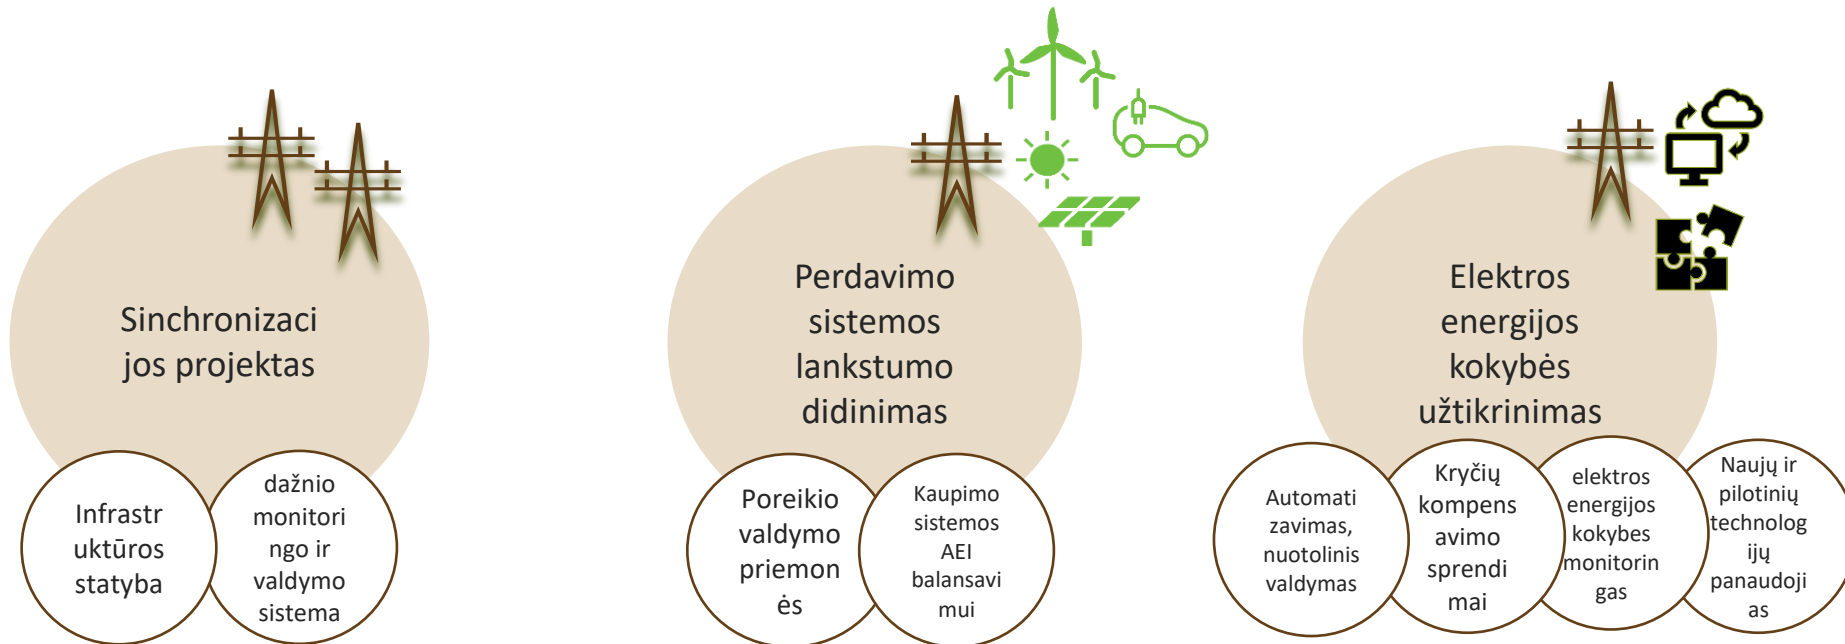 Sinchronizaci
jos projektas
Infrastr
uktūros
statyba
dažnio
monitori
ngo ir
valdymo
sistema
Perdavimo
sistemos
lankstumo
didinimas
Poreikio
valdymo
priemon
ės
Kaupimo
sistemos
AEI
balansavi
mui
Elektros
energijos
kokybės
užtikrinimas
Automati
zavimas,
nuotolinis
valdymas
Kryčių
kompens
avimo
sprendi
mai
elektros
energijos
kokybes
monitorin
gas
Naujų ir
pilotinių
technolog
ijų
panaudoji
as